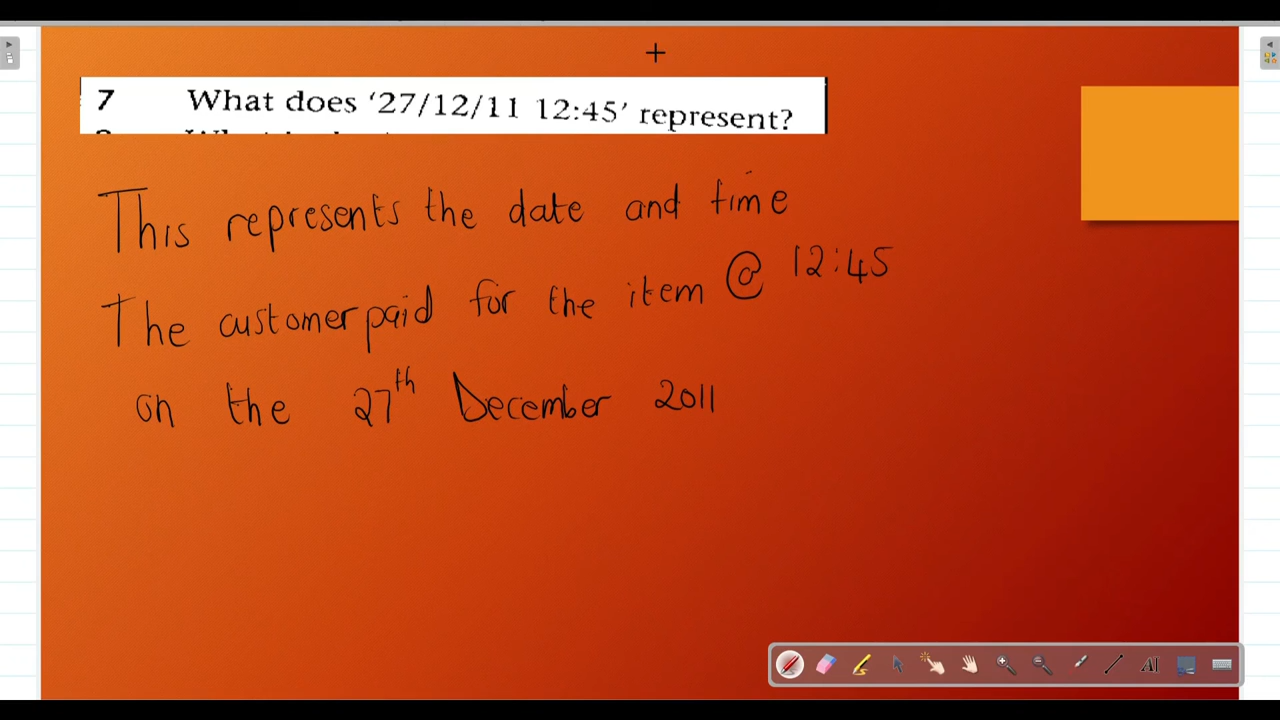 7 What does ‘27/12/11 12:45’ represent?
This represents the date and time
The customer paid for the item @ 12:45
on the 27th December 2011